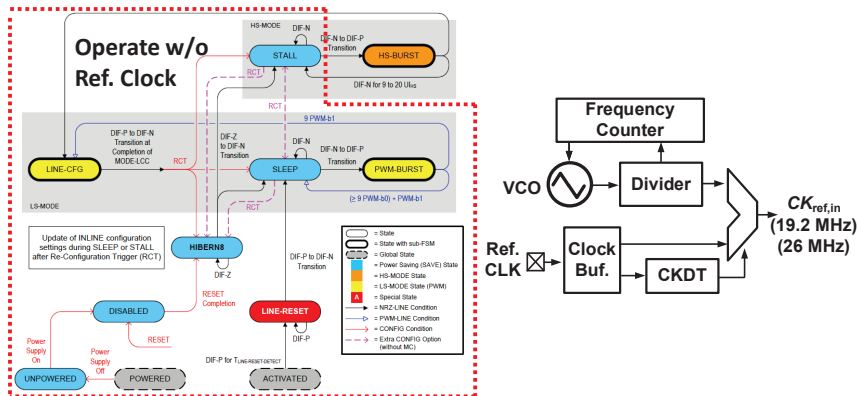 Operate w/o
Ref. Clock
HS-MODE
DIF-N
DIF-N to DIF-P
Transition
STALL
HS-BURST
RCT
DIF-N for 9 to 20 UIHS
RCT
9 PWM-b1
DIF-P to DIF-N
Transition at
Completion of
MODE-LCC
DIF-Z
to DIF-N
Transition
DIF-N
DIF-N to DIF-P
Transition
LINE-CFG
RCT
SLEEP
PWM-BURST
RCT
(≥ 9 PWM-b0) + PWM-b1
LS-MODE
Update of INLINE configuration
settings during SLEEP or STALL
after Re-Configuration Trigger (RCT)
HIBERN8
DIF-Z
DIF-P to DIF-N
Transition
RESET
Completion
DISABLED
RESET
LINE-RESET
DIF-P
Power
Supply
On
Power
Supply
Off
DIF-P for TLINE-RESET-DETECT
UNPOWERED
POWERED
ACTIVATED
= State
= State with sub-FSM
= Global State
= Power Saving (SAVE) State
= HS-MODE State
= LS-MODE State (PWM)
A = Special State
= NRZ-LINE Condition
= PWM-LINE Condition
= CONFIG Condition
= Extra CONFIG Option
(without MC)
Frequency
Counter
VCO
Divider
CKref,in
(19.2 MHz)
(26 MHz)
Ref.
CLK
Clock
Buf.
CKDT